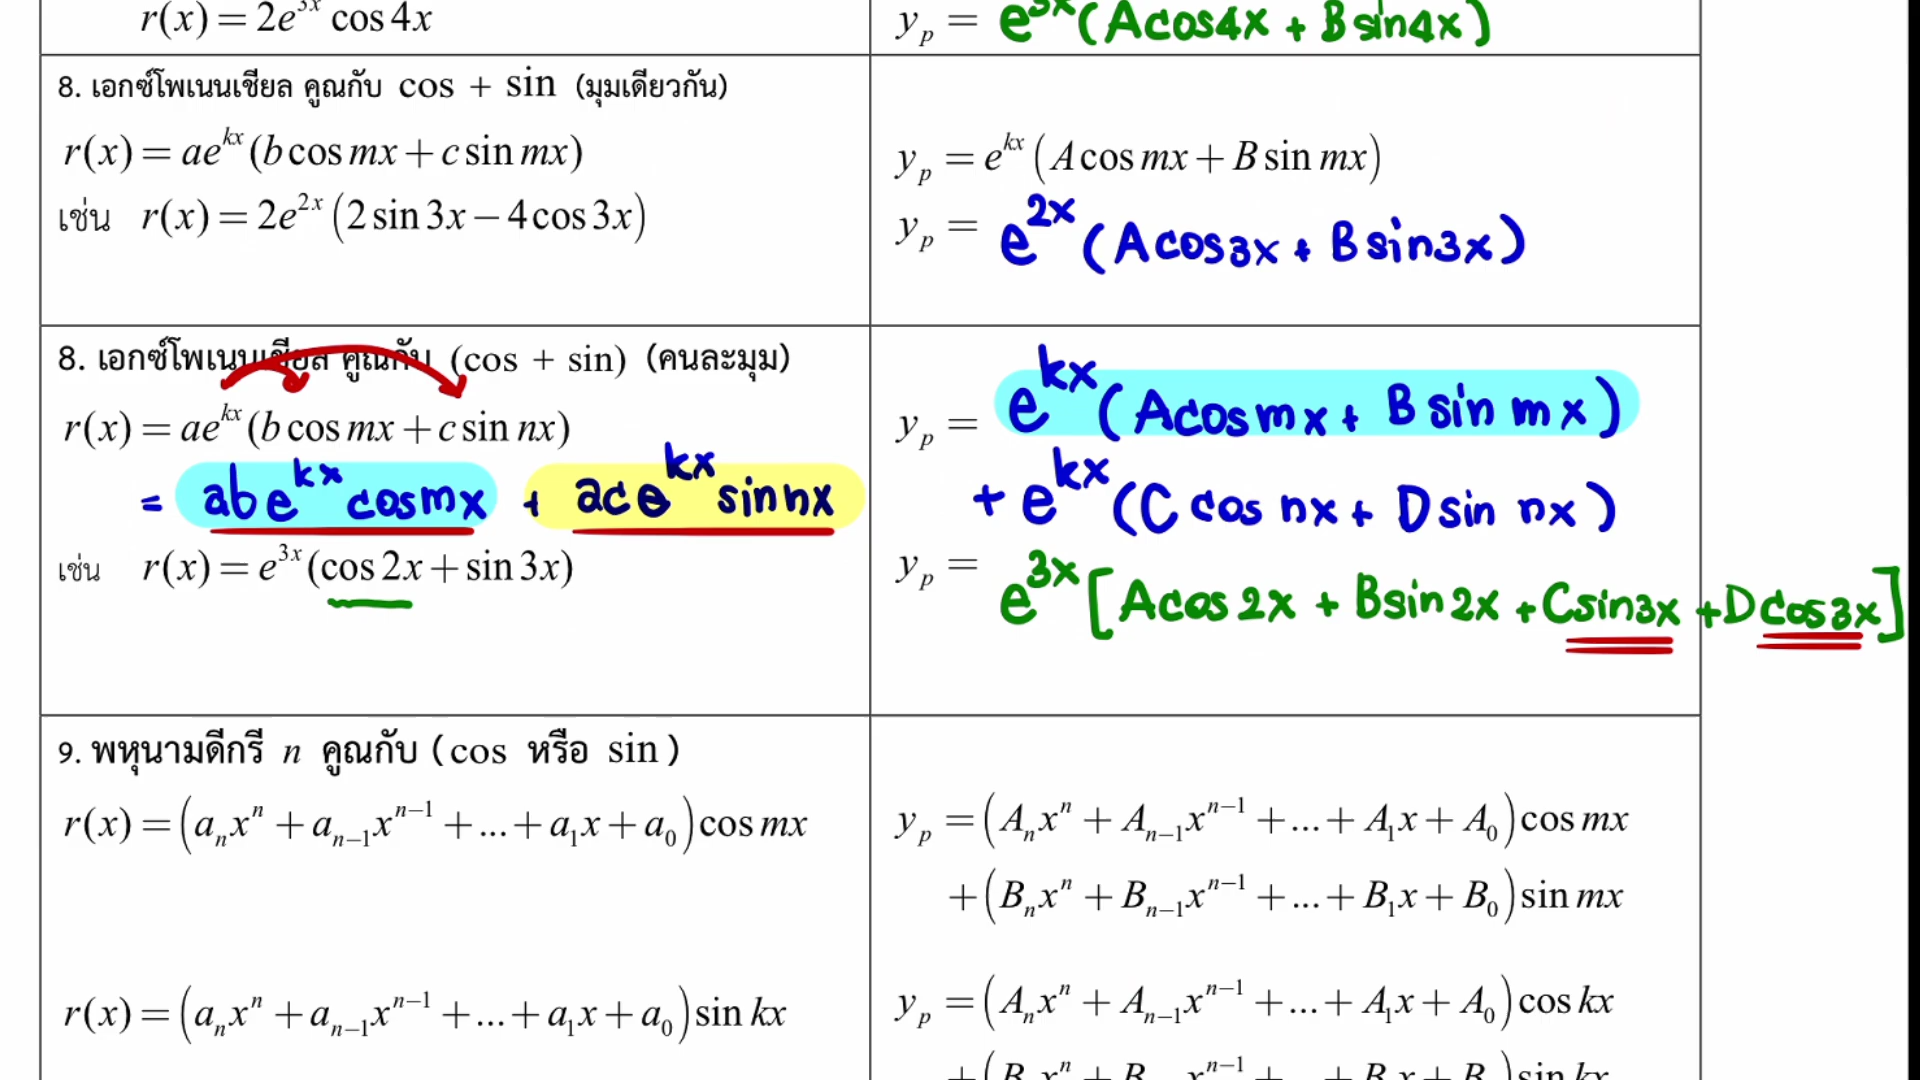 r(x) = 2e^{3x} cos 4x
y_p = e^{3x}(A cos4x + B sin4x)
8. เอกซ์โพเนนเชียล คูณกับ cos + sin (มุมเดียวกัน)
r(x) = ae^{kx}(b cos mx + c sin mx)
y_p = e^{kx}(A cos mx + B sin mx)
เช่น r(x) = 2e^{2x}(2 sin 3x − 4 cos 3x)
y_p = e^{2x}(A cos3x + B sin3x)
8. เอกซ์โพเนนเชียล คูณกับ (cos + sin) (คนละมุม)
r(x) = ae^{kx}(b cos mx + c sin nx)
= abe^{kx} cosmx + ace^{kx} sinnx
y_p = e^{kx}(A cosmx + B sin mx)
+ e^{kx}(C cos nx + D sin nx)
เช่น r(x) = e^{3x}(cos 2x + sin 3x)
y_p = e^{3x}[Acos 2x + Bsin 2x + Csin3x + Dcos3x]
9. พหุนามดีกรี n คูณกับ (cos หรือ sin)
r(x) = (a_n x^n + a_{n−1} x^{n−1} + ... + a_1 x + a_0) cos mx
y_p = (A_n x^n + A_{n−1} x^{n−1} + ... + A_1 x + A_0) cos mx
+ (B_n x^n + B_{n−1} x^{n−1} + ... + B_1 x + B_0) sin mx
r(x) = (a_n x^n + a_{n−1} x^{n−1} + ... + a_1 x + a_0) sin kx
y_p = (A_n x^n + A_{n−1} x^{n−1} + ... + A_1 x + A_0) cos kx